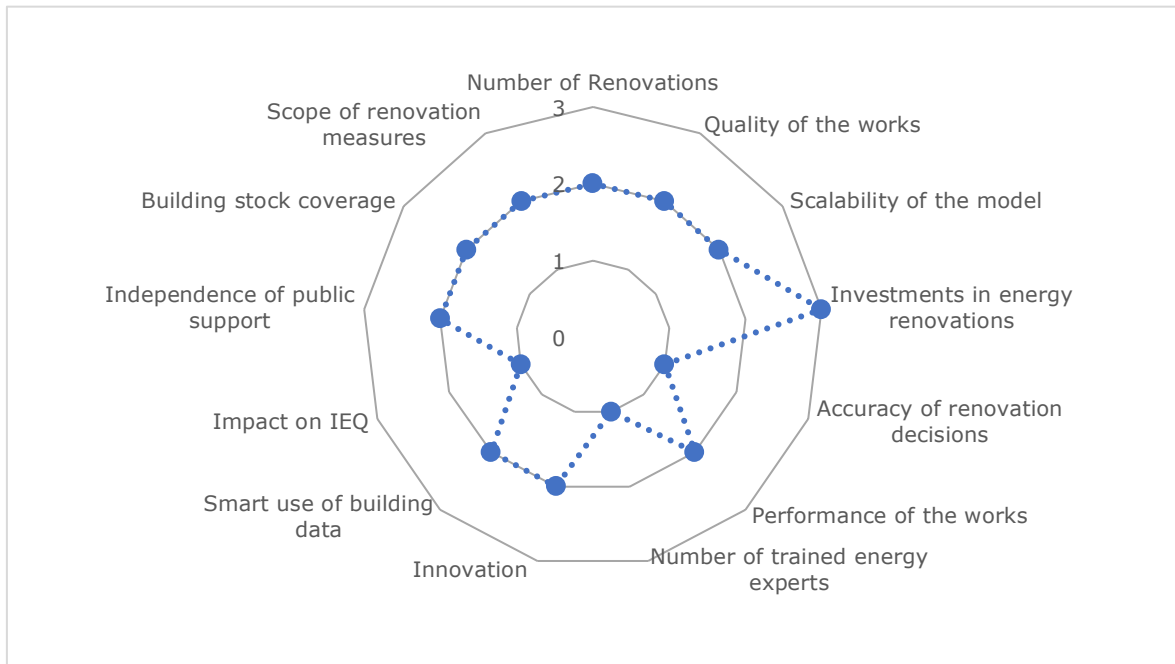 Number of Renovations
3
Scope of renovation
measures
Quality of the works
2
Building stock coverage
Scalability of the model
1
Independence of public
support
Investments in energy
renovations
0
Impact on IEQ
Accuracy of renovation
decisions
Smart use of building
data
Performance of the works
Innovation
Number of trained energy
experts